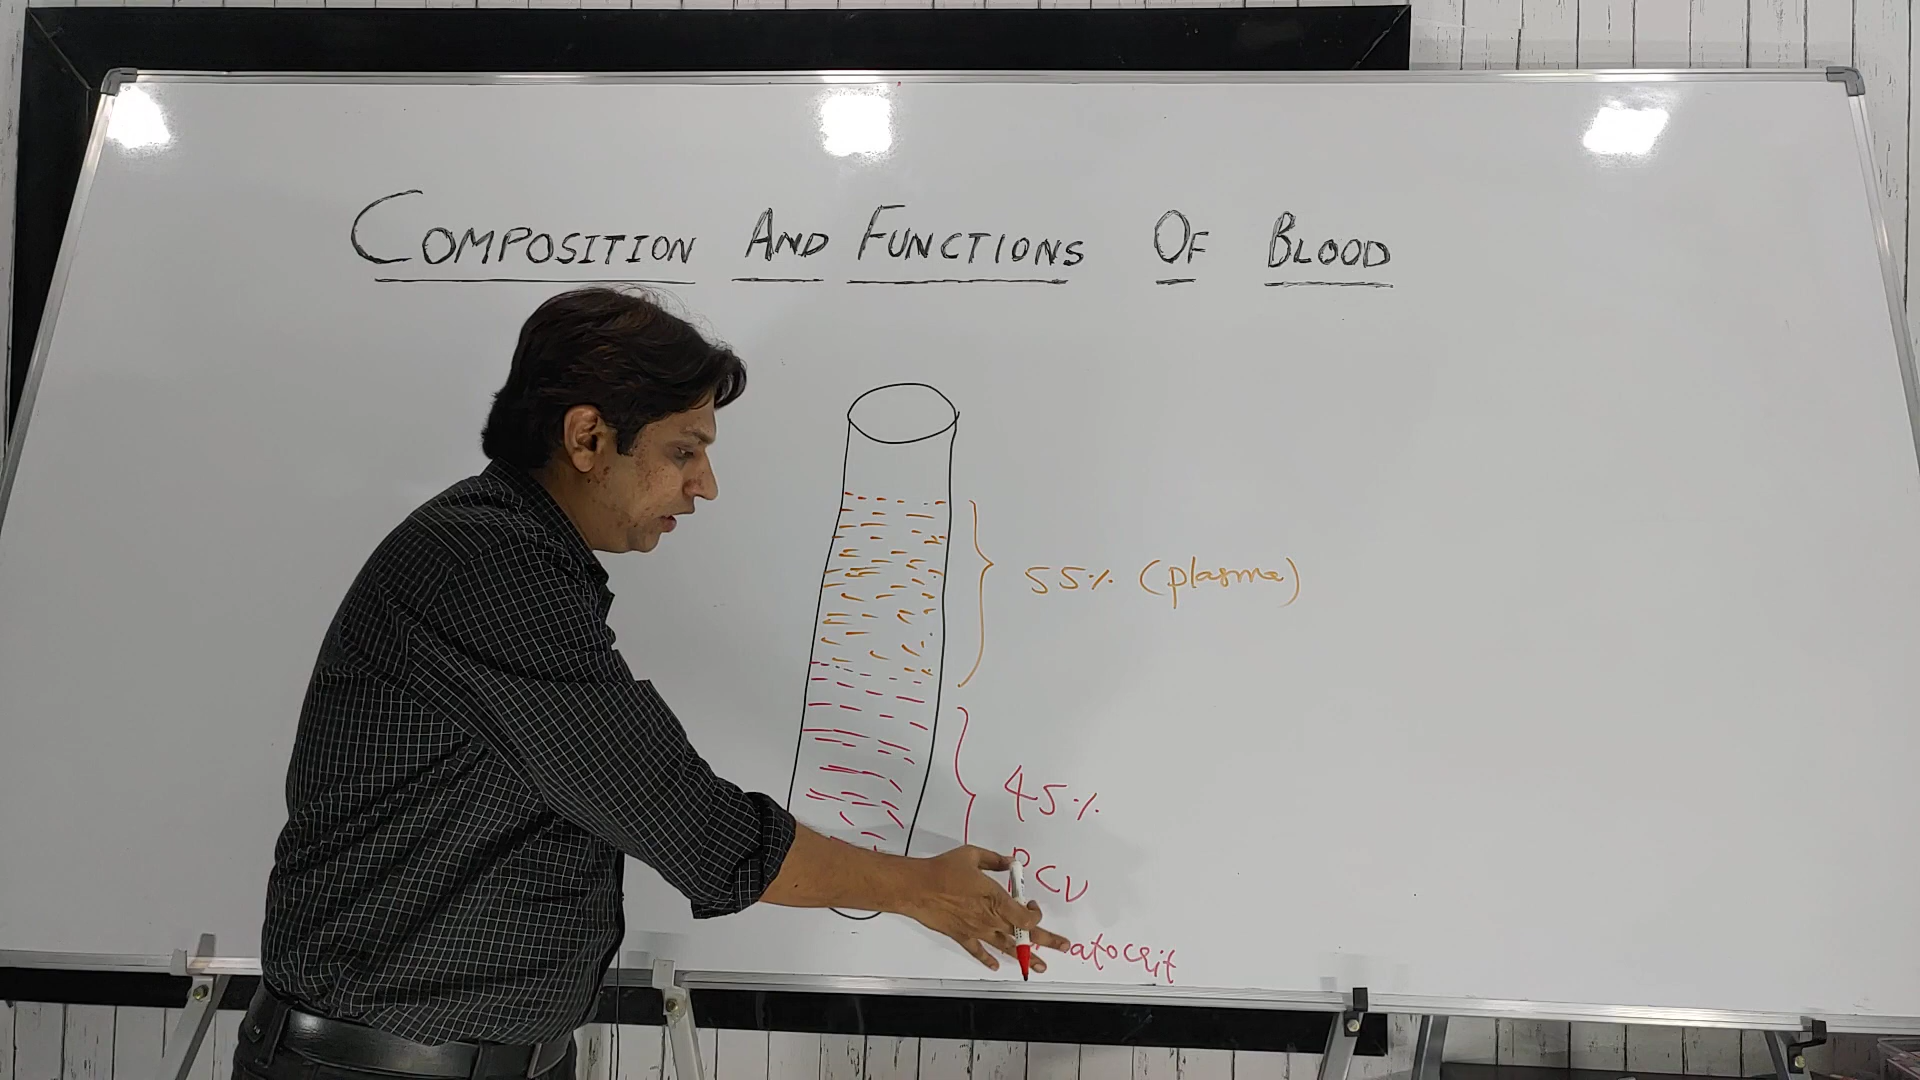 COMPOSITION AND FUNCTIONS OF BLOOD
55% (plasma)
45%
PCV
atocrit